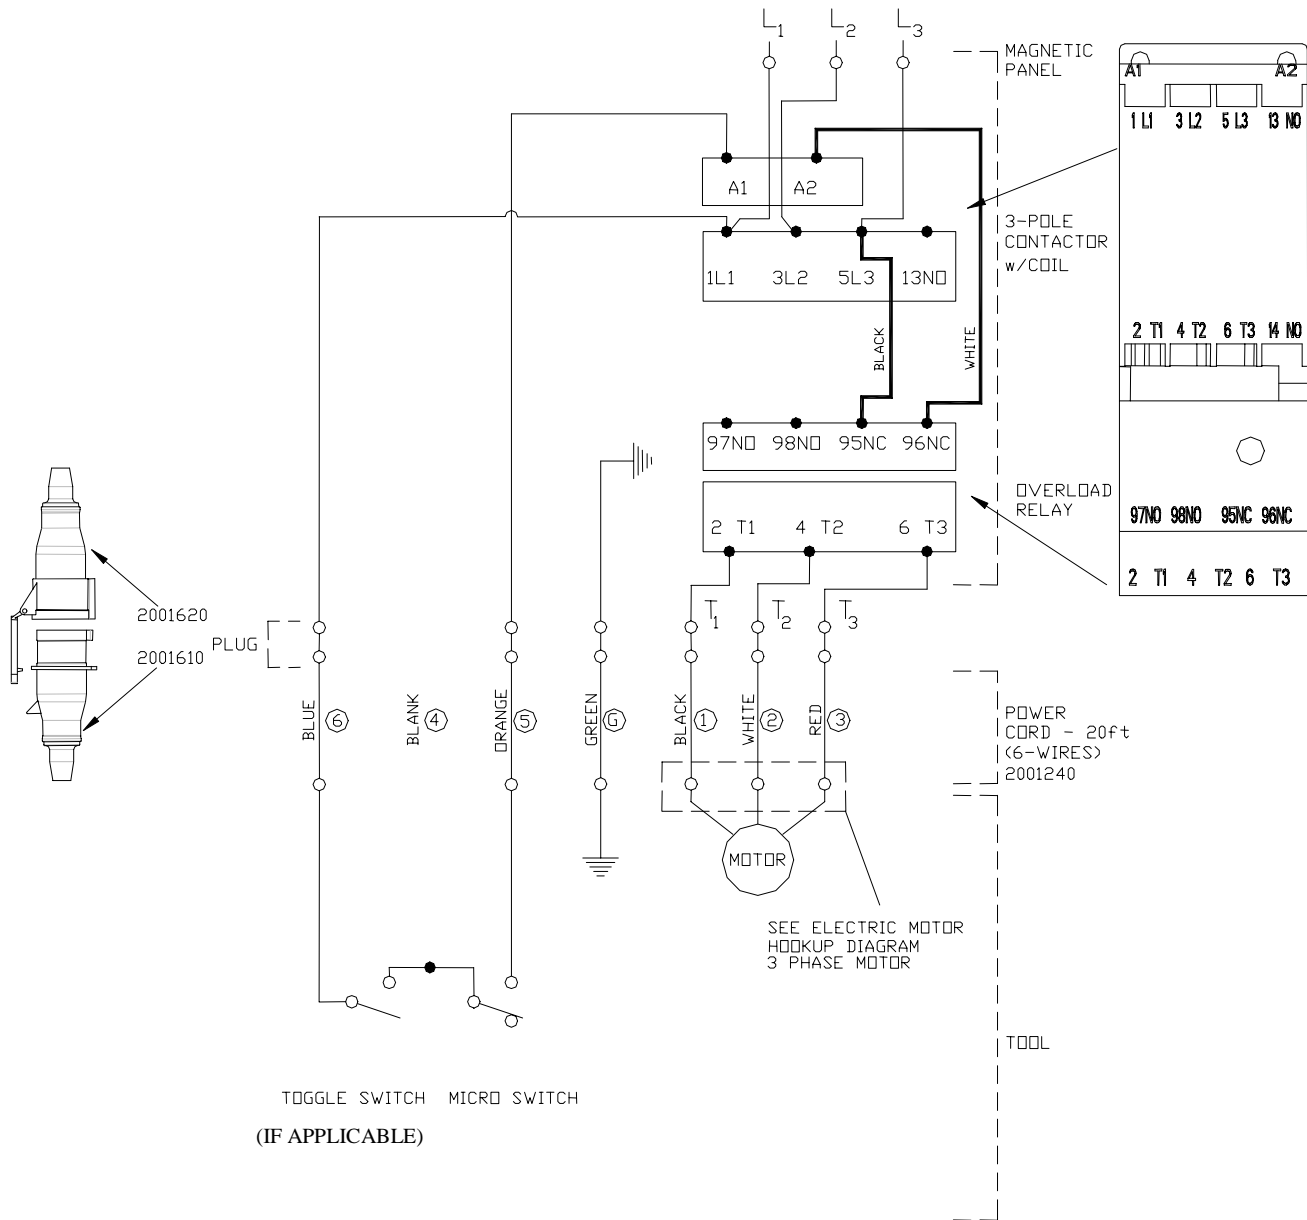 L1 L2 L3
MAGNETIC
PANEL
A1 A2
1 L1 3 L2 5 L3 13 NO
A1 A2
3-POLE
CONTACTOR
w/COIL
1L1 3L2 5L3 13NO
BLACK
WHITE
2 T1 4 T2 6 T3 14 NO
97NO 98NO 95NC 96NC
OVERLOAD
RELAY
97NO 98NO 95NC 96NC
2 T1 4 T2 6 T3
2 T1 4 T2 6 T3
T1 T2 T3
2001620
PLUG
2001610
BLUE 6
BLANK 4
ORANGE 5
GREEN G
BLACK 1
WHITE 2
RED 3
POWER
CORD - 20ft
(6-WIRES)
2001240
MOTOR
SEE ELECTRIC MOTOR
HOOKUP DIAGRAM
3 PHASE MOTOR
TOOL
TOGGLE SWITCH MICRO SWITCH
(IF APPLICABLE)